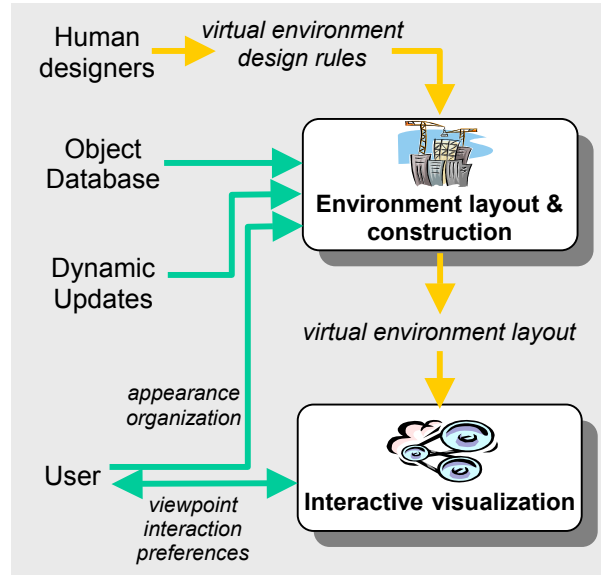 Human
designers
virtual environment
design rules
Object
Database
Environment layout &
construction
Dynamic
Updates
virtual environment layout
appearance
organization
User
viewpoint
interaction
preferences
Interactive visualization